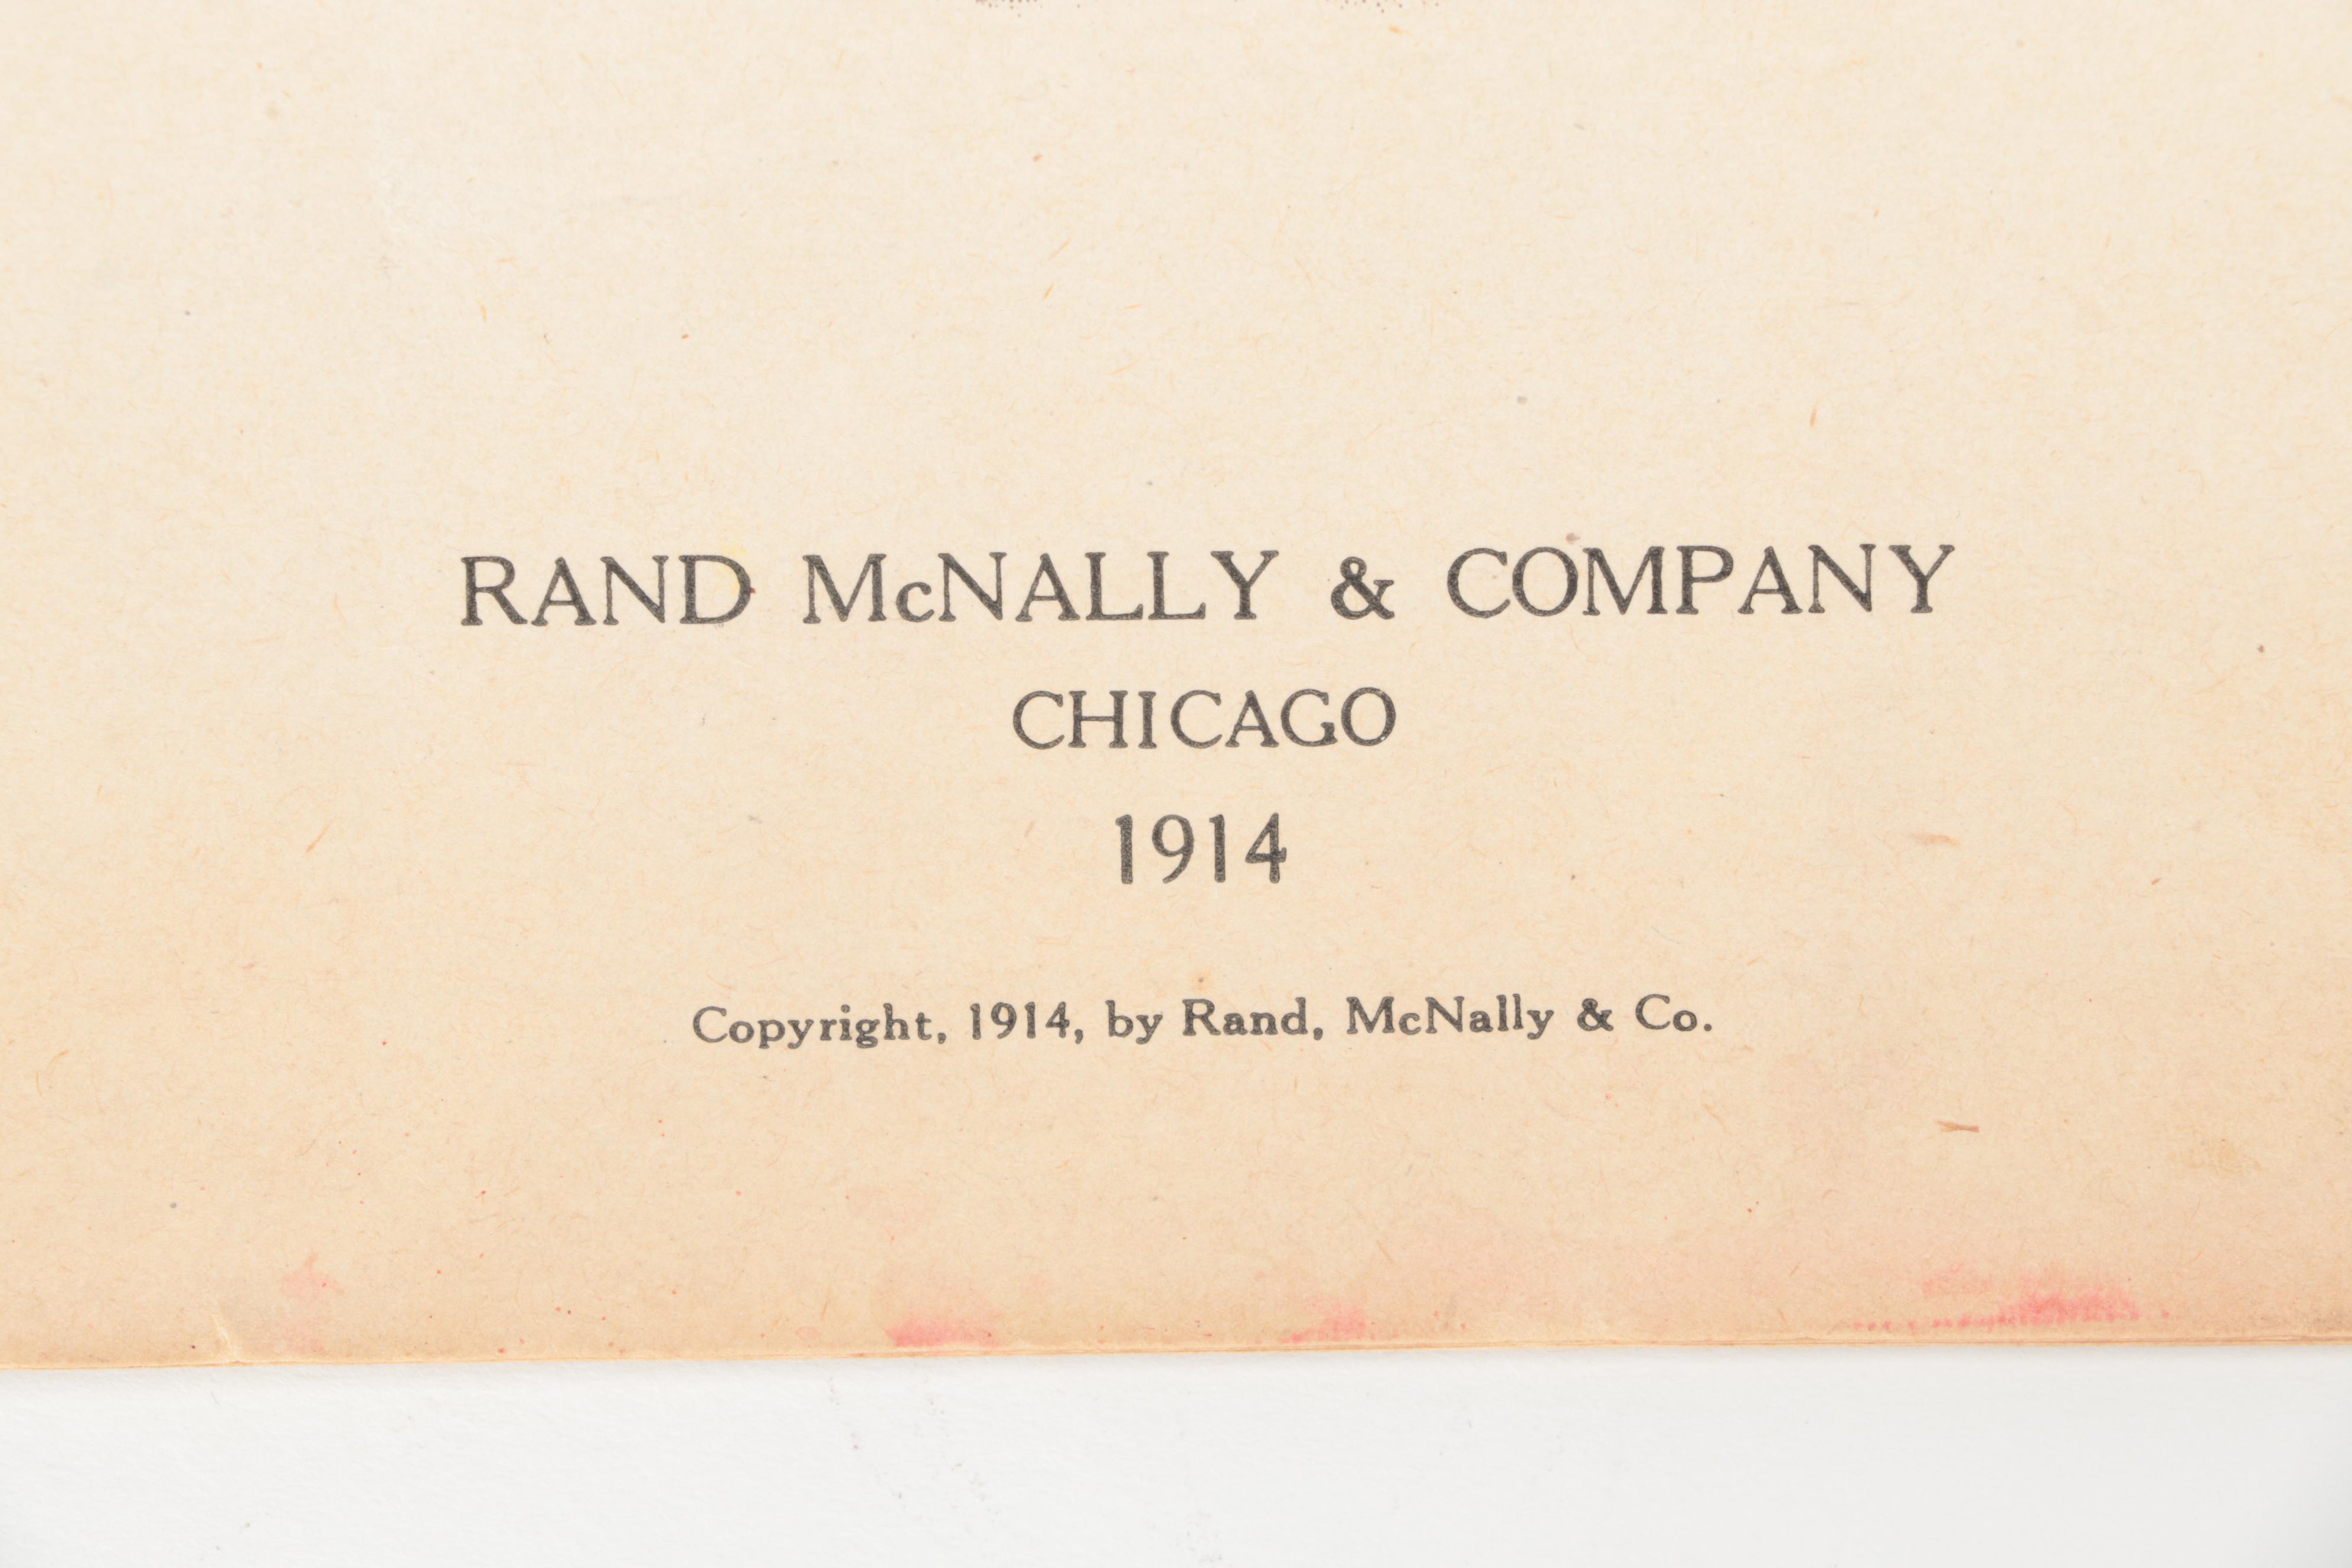 RAND McNALLY & COMPANY
CHICAGO
1914
Copyright, 1914, by Rand, McNally & Co.